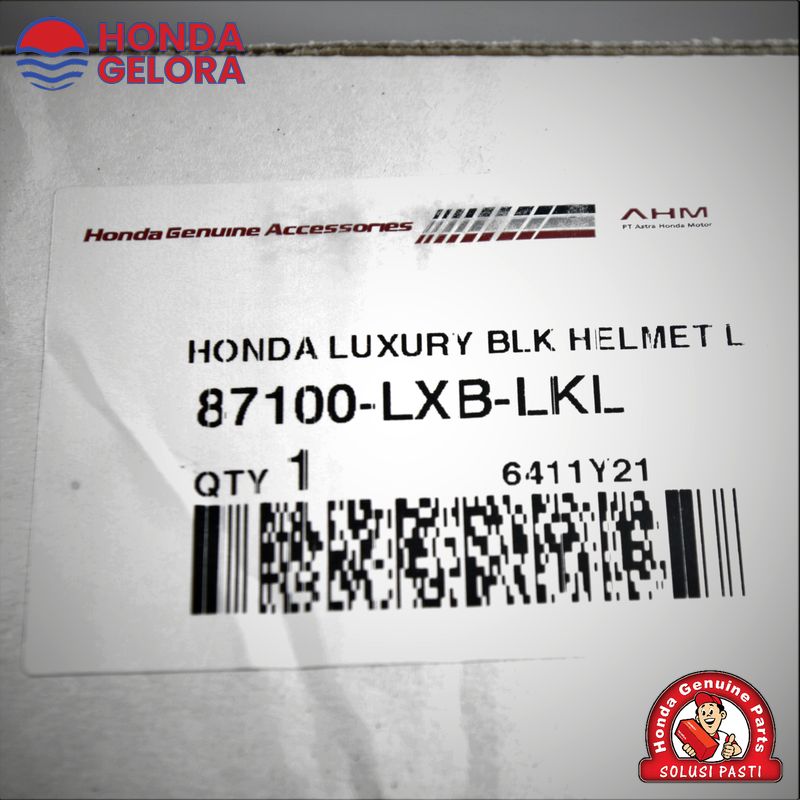 HONDA
GELORA
Honda Genuine Accessories
AHM
PT Astra Honda Motor
HONDA LUXURY BLK HELMET L
87100-LXB-LKL
QTY 1
6411Y21
Honda Genuine Parts
SOLUSI PASTI